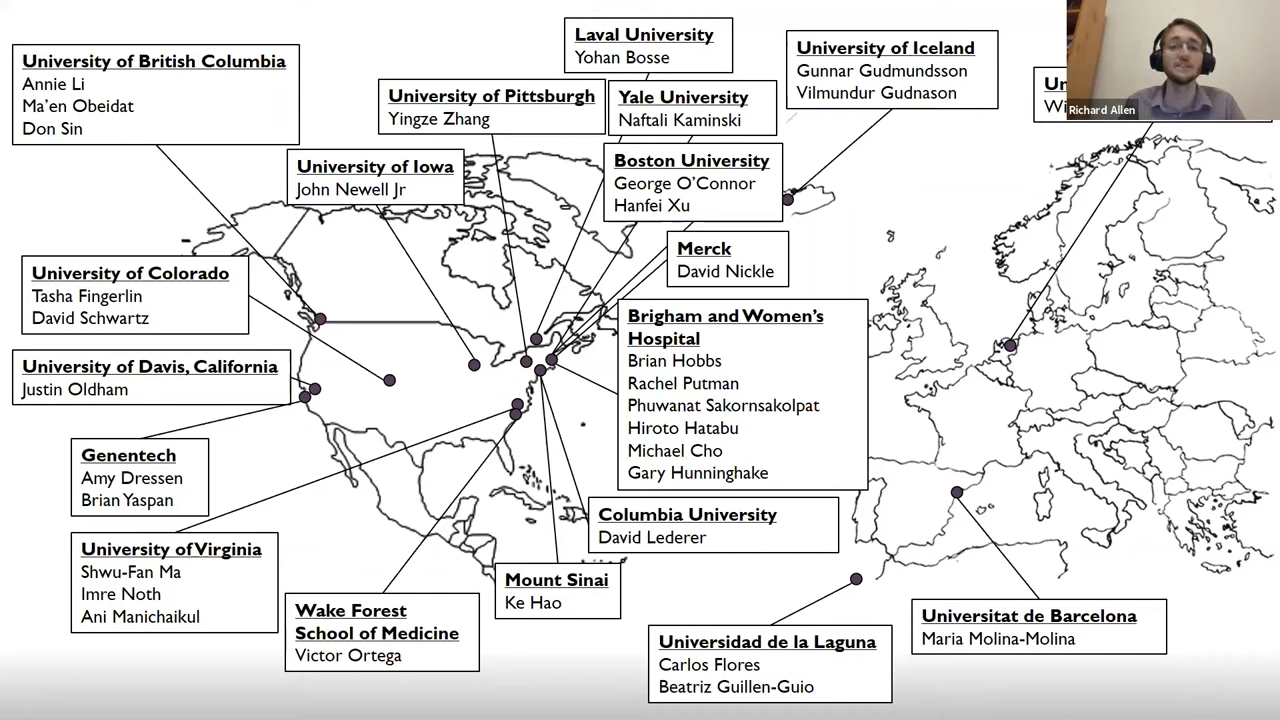 University of British Columbia
Annie Li
Ma'en Obeidat
Don Sin
University of Pittsburgh
Yingze Zhang
Laval University
Yohan Bosse
Yale University
Naftali Kaminski
University of Iceland
Gunnar Gudmundsson
Vilmundur Gudnason
Richard Allen
University of Iowa
John Newell Jr
Boston University
George O'Connor
Hanfei Xu
Merck
David Nickle
University of Colorado
Tasha Fingerlin
David Schwartz
Brigham and Women's
Hospital
Brian Hobbs
Rachel Putman
Phuwanat Sakornsakolpat
Hiroto Hatabu
Michael Cho
Gary Hunninghake
University of Davis, California
Justin Oldham
Genentech
Amy Dressen
Brian Yaspan
Columbia University
David Lederer
University of Virginia
Shwu-Fan Ma
Imre Noth
Ani Manichaikul
Mount Sinai
Ke Hao
Wake Forest
School of Medicine
Victor Ortega
Universidad de la Laguna
Carlos Flores
Beatriz Guillen-Guio
Universitat de Barcelona
Maria Molina-Molina